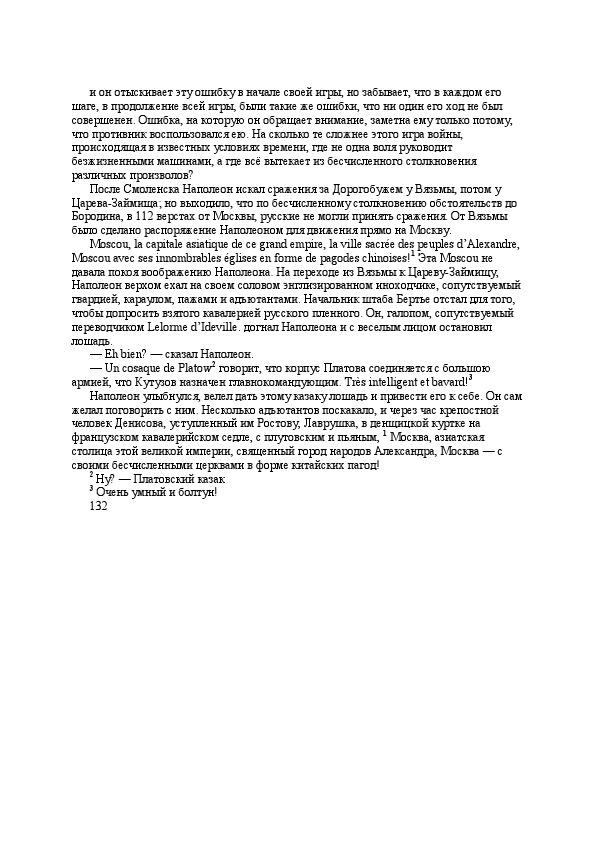 и он отыскивает эту ошибку в начале своей игры, но забывает, что в каждом его
шаге, в продолжение всей игры, были такие же ошибки, что ни один его ход не был
совершенен. Ошибка, на которую он обращает внимание, заметна ему только потому,
что противник воспользовался ею. На сколько те сложнее этого игра войны,
происходящая в известных условиях времени, где не одна воля руководит
безжизненными машинами, а где всё вытекает из бесчисленного столкновения
различных произволов?
После Смоленска Наполеон искал сражения за Дорогобужем у Вязьмы, потом у
Царева-Займища; но выходило, что по бесчисленному столкновению обстоятельств до
Бородина, в 112 верстах от Москвы, русские не могли принять сражения. От Вязьмы
было сделано распоряжение Наполеоном для движения прямо на Москву.
Moscou, la capitale asiatique de ce grand empire, la ville sacrée des peuples d’Alexandre,
Moscou avec ses innombrables églises en forme de pagodes chinoises!¹ Эта Moscou не
давала покоя воображению Наполеона. На переходе из Вязьмы к Цареву-Займищу,
Наполеон верхом ехал на своем соловом энглизированном иноходчике, сопутствуемый
гвардией, караулом, пажами и адъютантами. Начальник штаба Бертье отстал для того,
чтобы допросить взятого кавалерией русского пленного. Он, галопом, сопутствуемый
переводчиком Lelorme d’Ideville. догнал Наполеона и с веселым лицом остановил
лошадь.
— Eh bien? — сказал Наполеон.
— Un cosaque de Platow² говорит, что корпус Платова соединяется с большою
армией, что Кутузов назначен главнокомандующим. Très intelligent et bavard!³
Наполеон улыбнулся, велел дать этому казаку лошадь и привести его к себе. Он сам
желал поговорить с ним. Несколько адъютантов поскакало, и через час крепостной
человек Денисова, уступленный им Ростову, Лаврушка, в денщицкой куртке на
французском кавалерийском седле, с плутовским и пьяным, ¹ Москва, азиатская
столица этой великой империи, священный город народов Александра, Москва — с
своими бесчисленными церквами в форме китайских пагод!
² Ну? — Платовский казак
³ Очень умный и болтун!
132